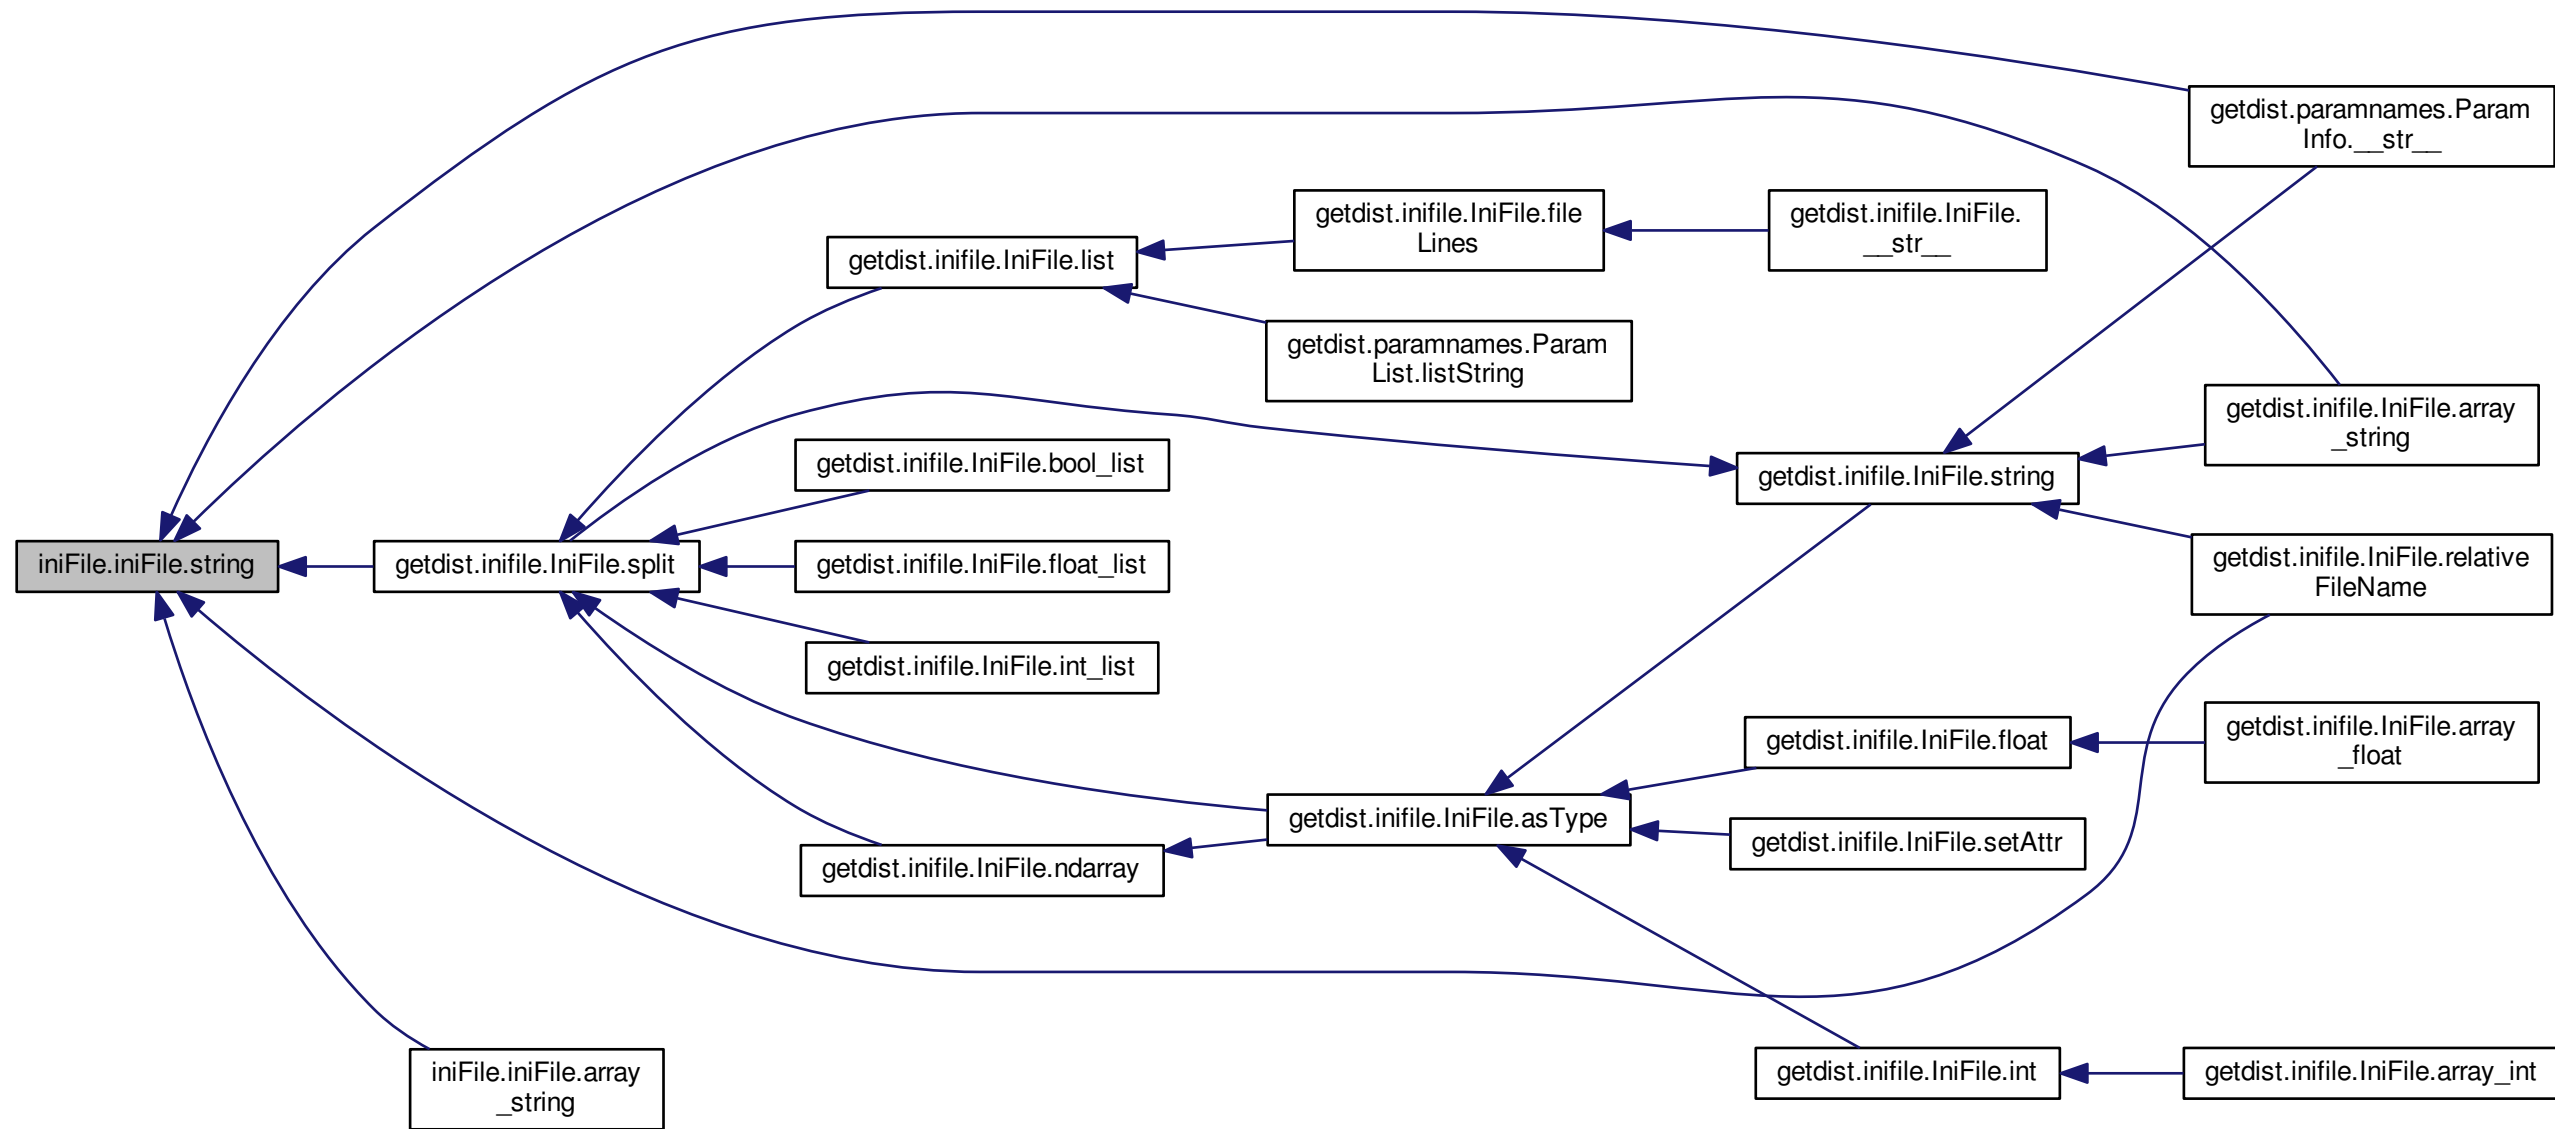 getdist.paramnames.Param
Info.__str__
getdist.inifile.IniFile.file
Lines
getdist.inifile.IniFile.
__str__
getdist.inifile.IniFile.list
getdist.paramnames.Param
List.listString
getdist.inifile.IniFile.array
_string
getdist.inifile.IniFile.bool_list
getdist.inifile.IniFile.string
iniFile.iniFile.string
getdist.inifile.IniFile.split
getdist.inifile.IniFile.float_list
getdist.inifile.IniFile.relative
FileName
getdist.inifile.IniFile.int_list
getdist.inifile.IniFile.float
getdist.inifile.IniFile.array
_float
getdist.inifile.IniFile.asType
getdist.inifile.IniFile.setAttr
getdist.inifile.IniFile.ndarray
iniFile.iniFile.array
_string
getdist.inifile.IniFile.int
getdist.inifile.IniFile.array_int